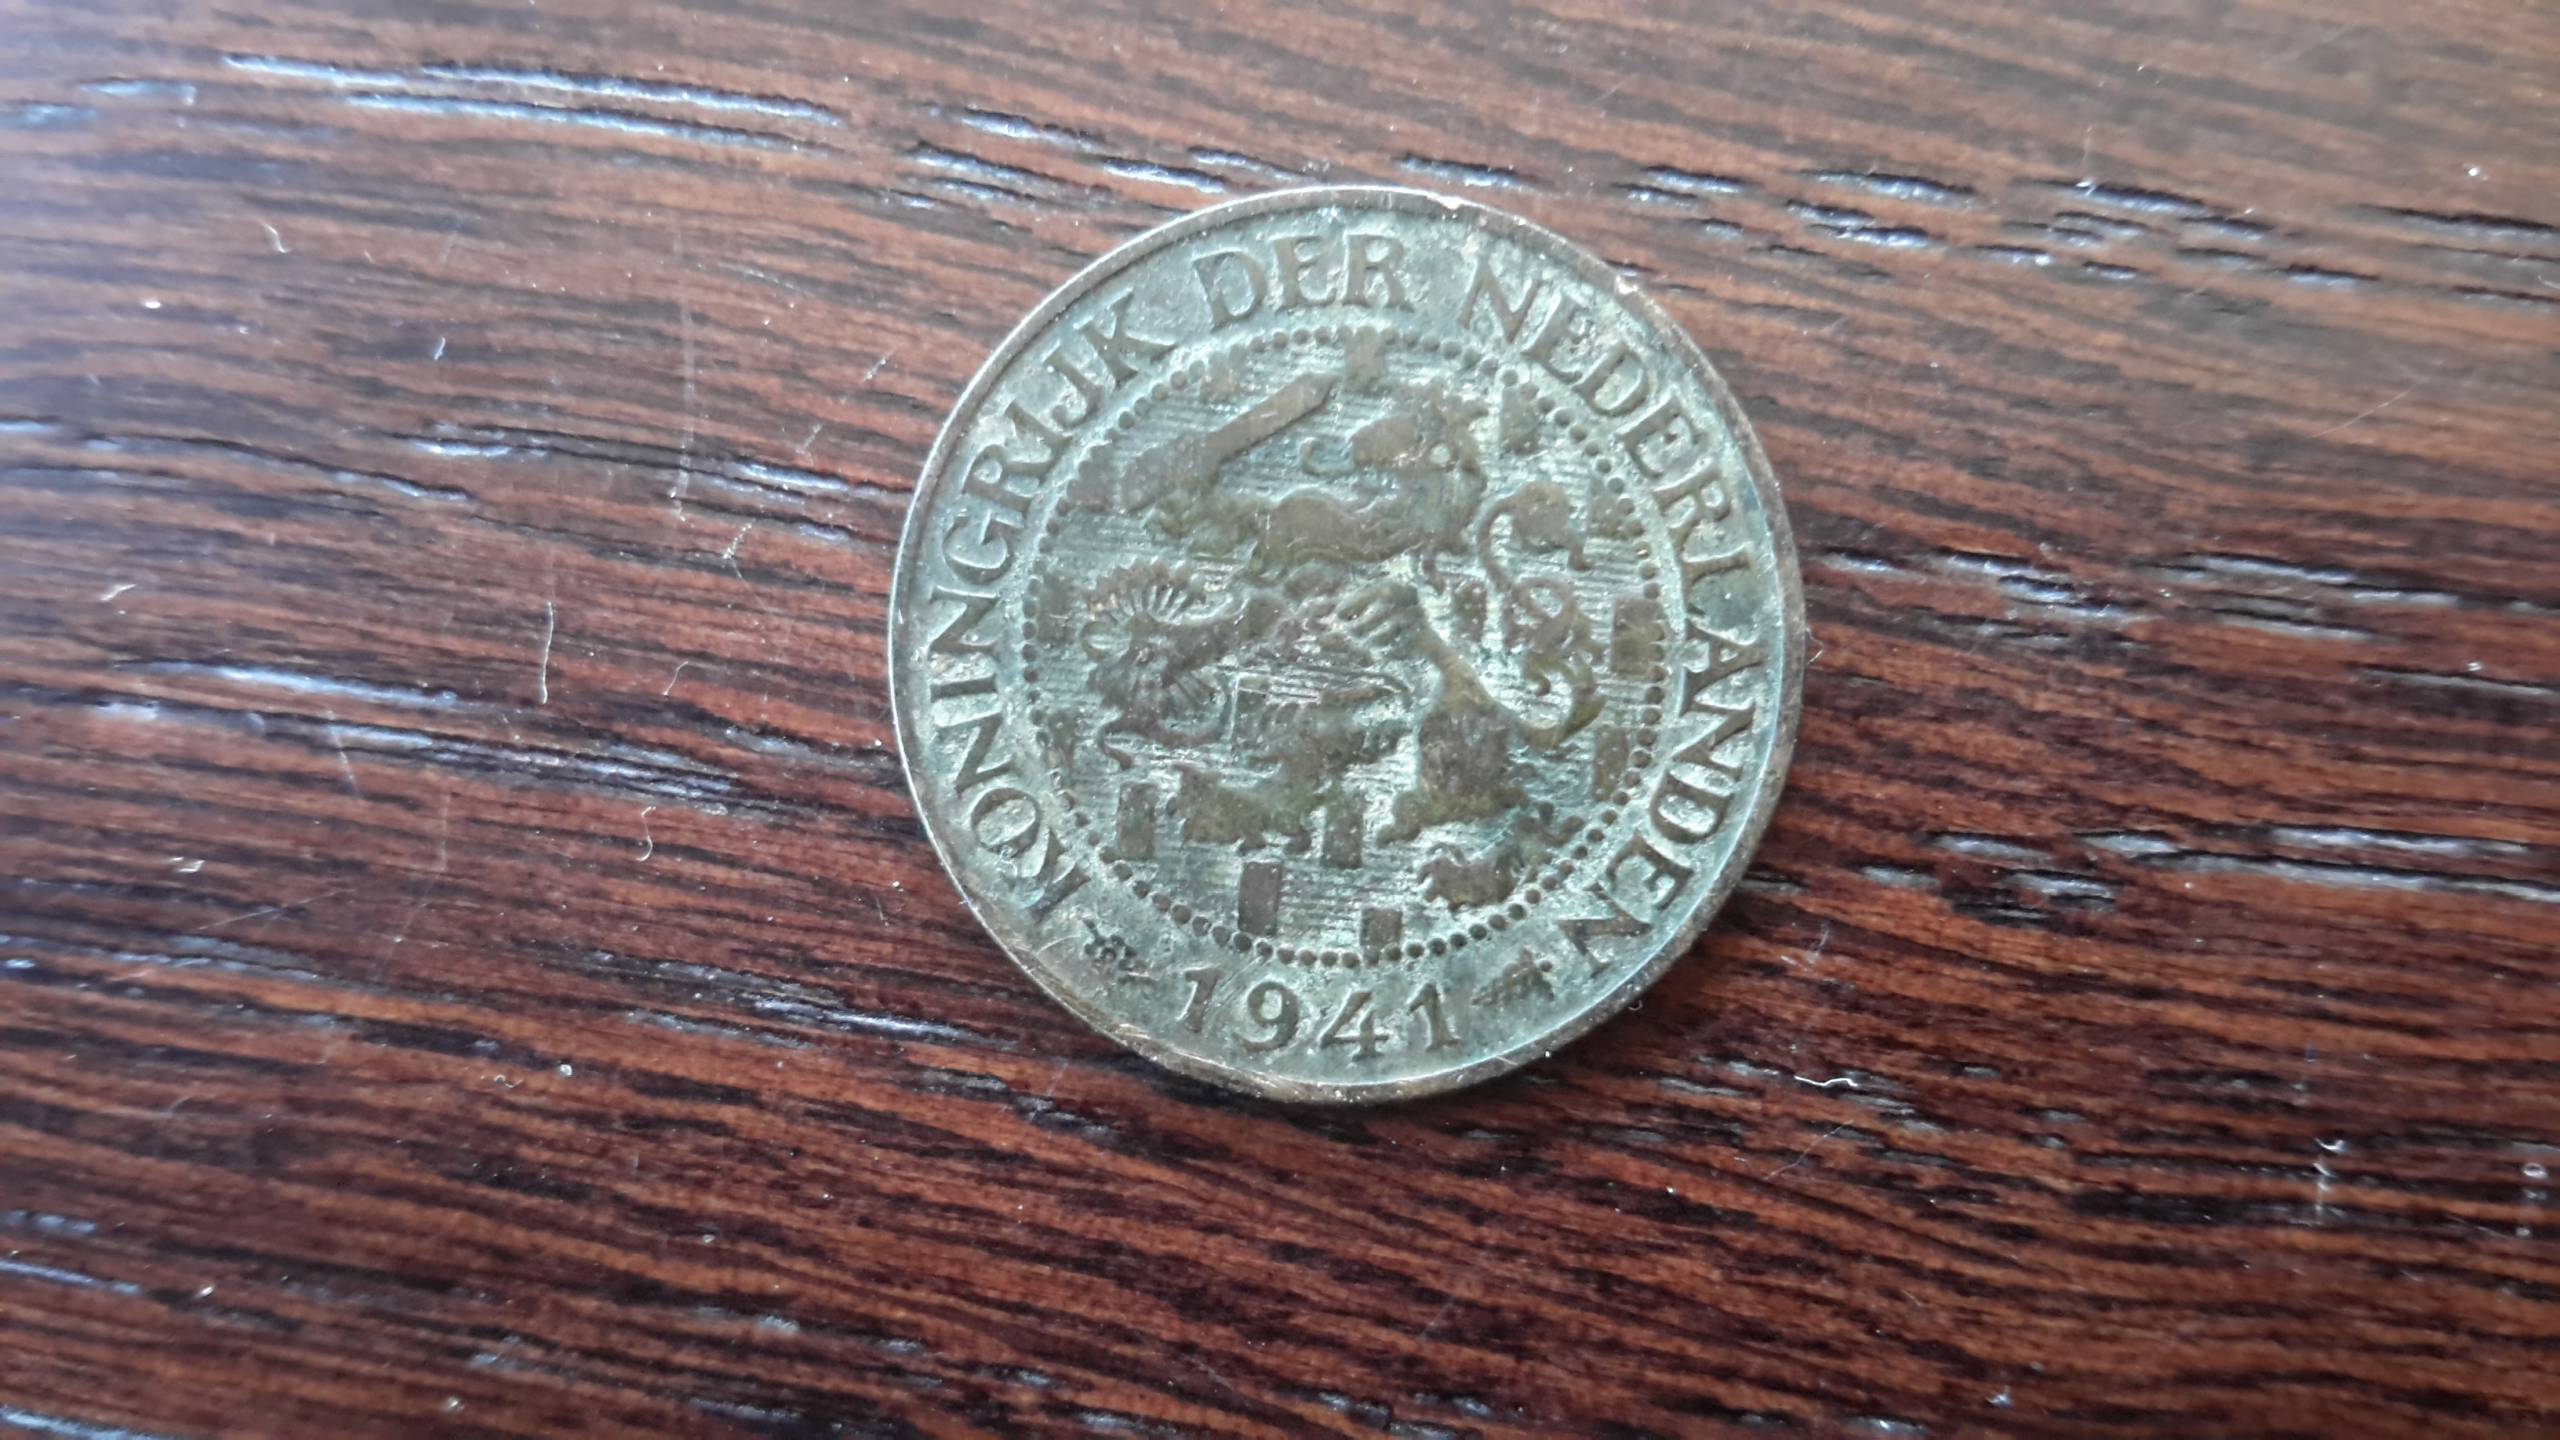 KONINGRIJK DER NEDERLANDEN
1941